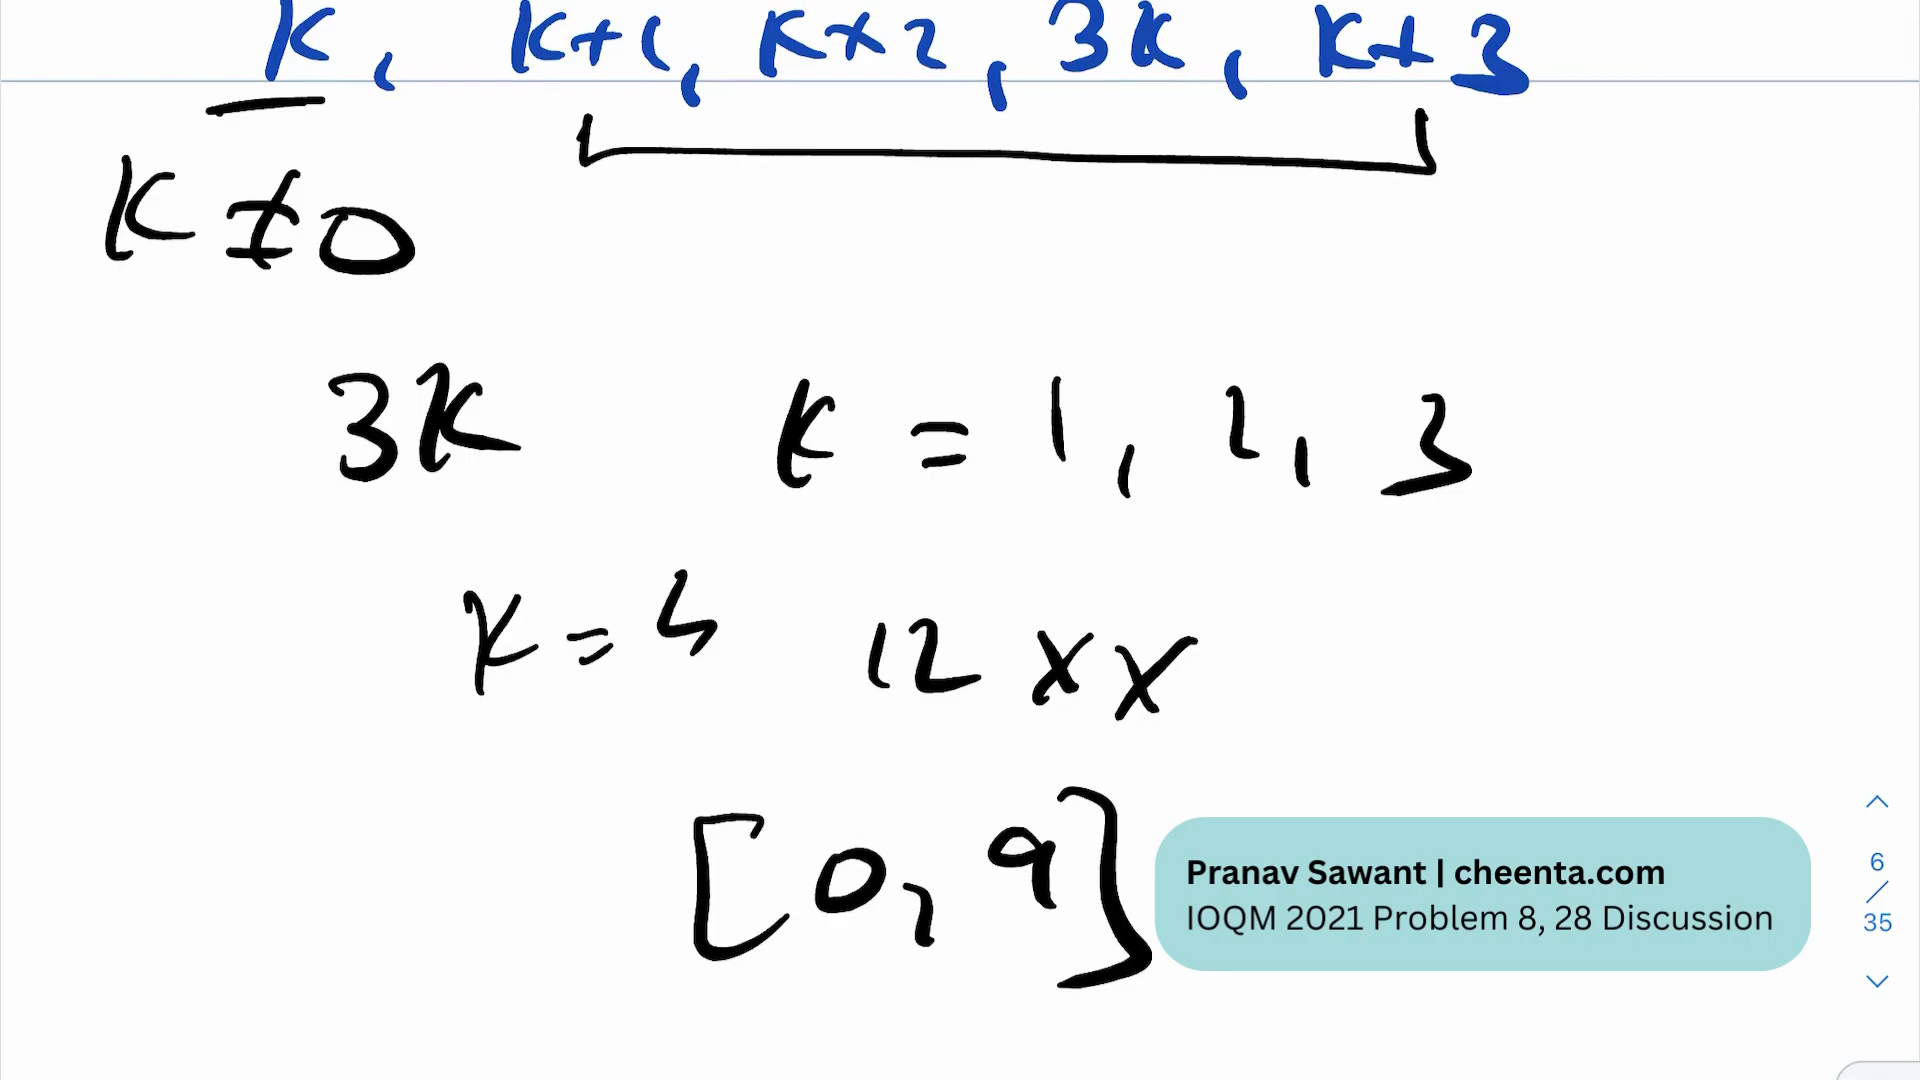 K, K+1, K+2, 3K, K+3
K ≠ 0
3K K = 1, 2, 3
K = 4 12 XX
[0, 9]
Pranav Sawant | cheenta.com
IOQM 2021 Problem 8, 28 Discussion
6
/
35